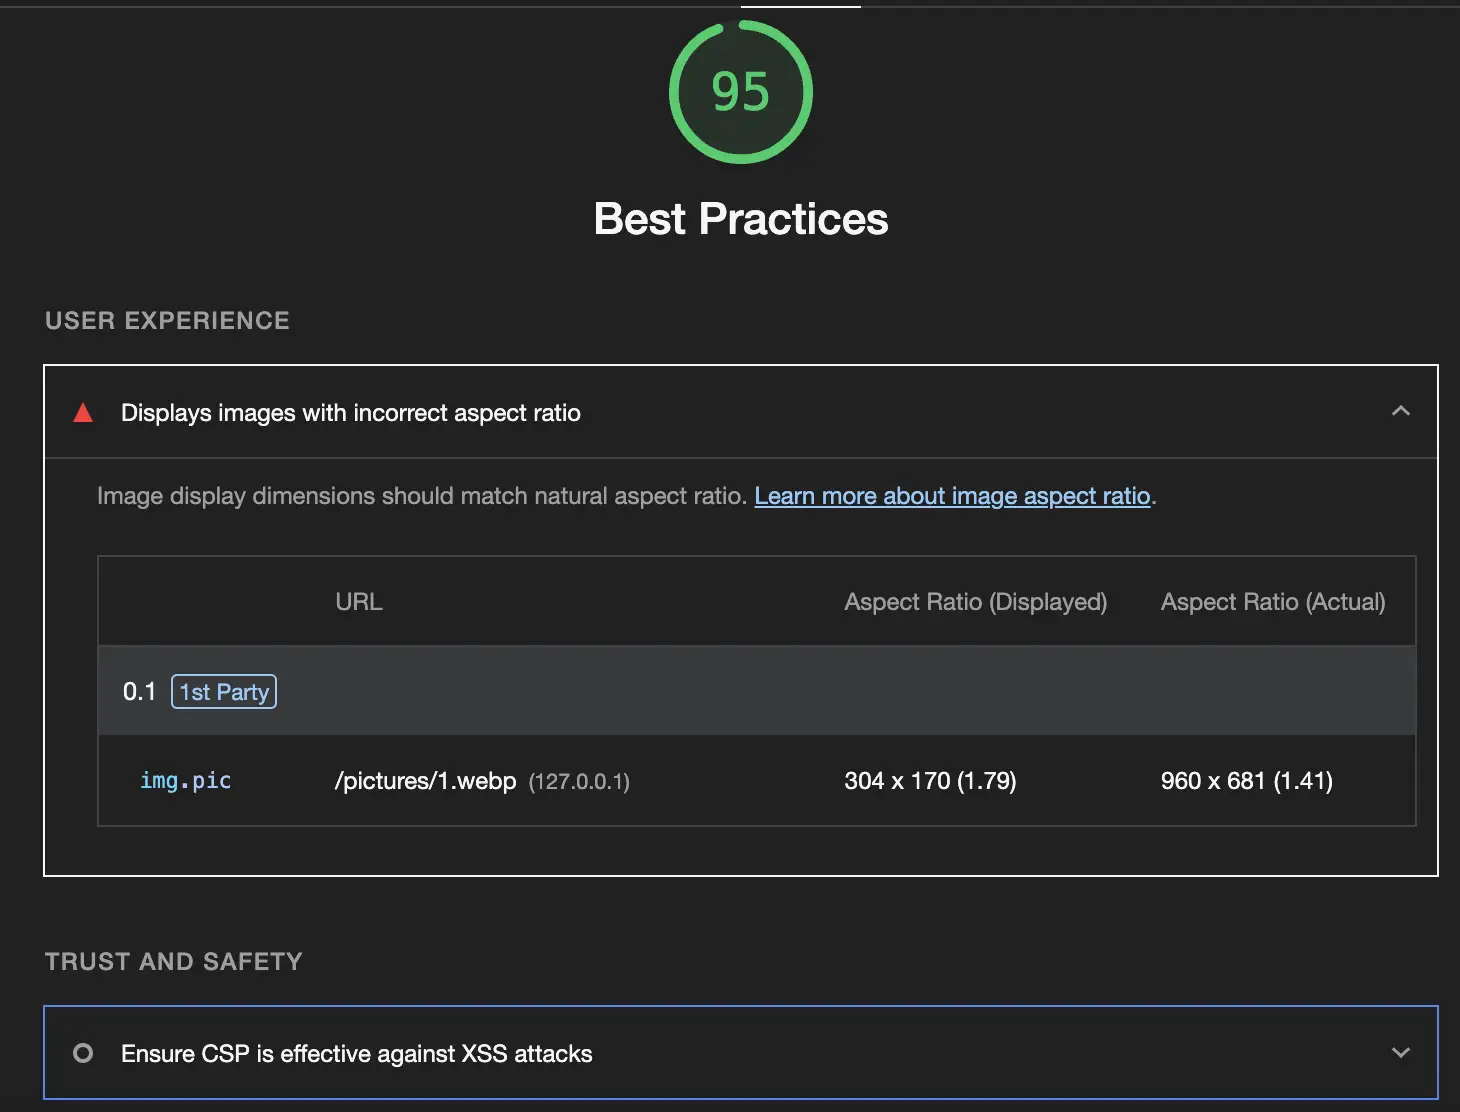 95
Best Practices
USER EXPERIENCE
Displays images with incorrect aspect ratio
Image display dimensions should match natural aspect ratio. Learn more about image aspect ratio.
URL Aspect Ratio (Displayed) Aspect Ratio (Actual)
0.1 1st Party
img.pic /pictures/1.webp (127.0.0.1) 304 x 170 (1.79) 960 x 681 (1.41)
TRUST AND SAFETY
Ensure CSP is effective against XSS attacks